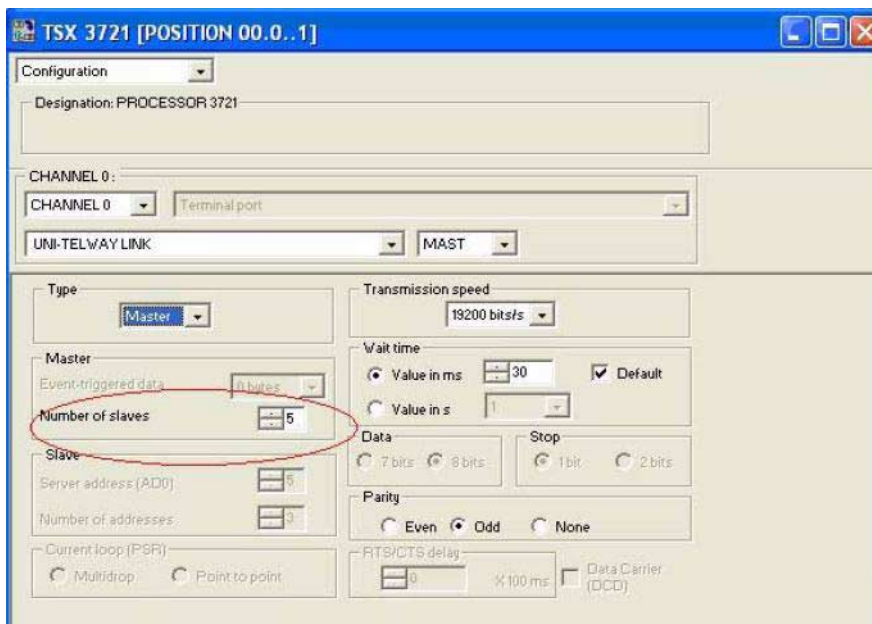 TSX 3721 [POSITION 00.0..1]
Configuration
Designation: PROCESSOR 3721
CHANNEL 0 :
CHANNEL 0
Terminal port
UNI-TELWAY LINK
MAST
Type
Master
Transmission speed
19200 bits/s
Master
Event-triggered data
0 bytes
Number of slaves
5
Wait time
Value in ms
30
Default
Value in s
1
Slave
Server address (AD0)
5
Number of addresses
3
Data
7 bits
8 bits
Stop
1 bit
2 bits
Parity
Even
Odd
None
Current loop (PSR)
Multidrop
Point to point
RTS/CTS delay
0
X 100 ms
Data Carrier
(DCD)